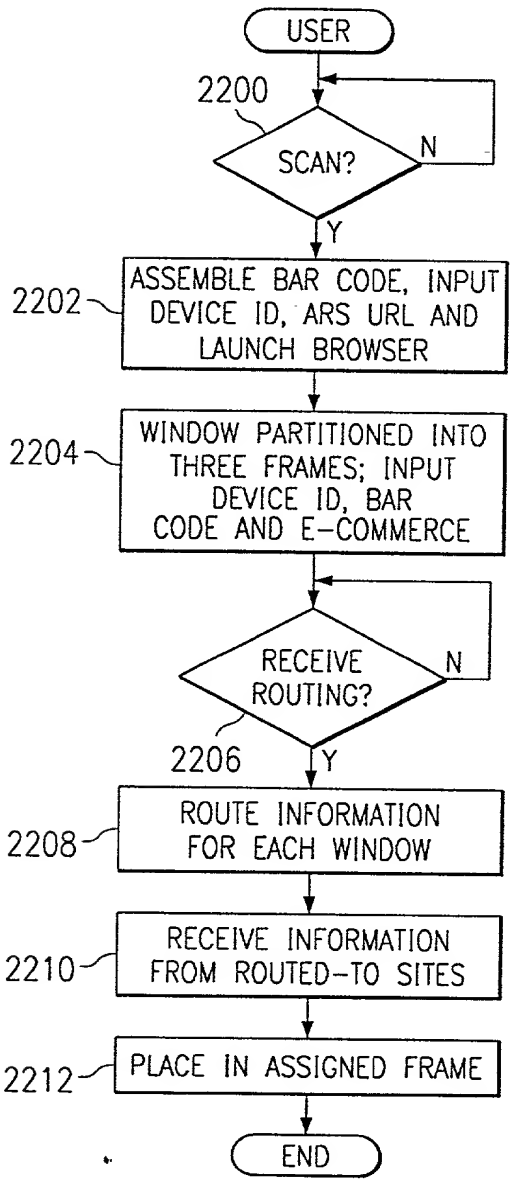 USER
2200
SCAN?
N
Y
2202
ASSEMBLE BAR CODE, INPUT
DEVICE ID, ARS URL AND
LAUNCH BROWSER
2204
WINDOW PARTITIONED INTO
THREE FRAMES; INPUT
DEVICE ID, BAR
CODE AND E-COMMERCE
RECEIVE
ROUTING?
N
2206
Y
2208
ROUTE INFORMATION
FOR EACH WINDOW
2210
RECEIVE INFORMATION
FROM ROUTED-TO SITES
2212
PLACE IN ASSIGNED FRAME
END